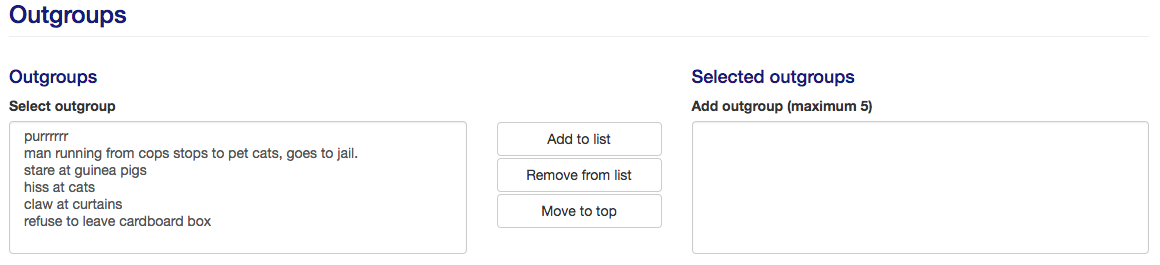 Outgroups
Outgroups
Select outgroup
purrrrrr
man running from cops stops to pet cats, goes to jail.
stare at guinea pigs
hiss at cats
claw at curtains
refuse to leave cardboard box
Add to list
Remove from list
Move to top
Selected outgroups
Add outgroup (maximum 5)